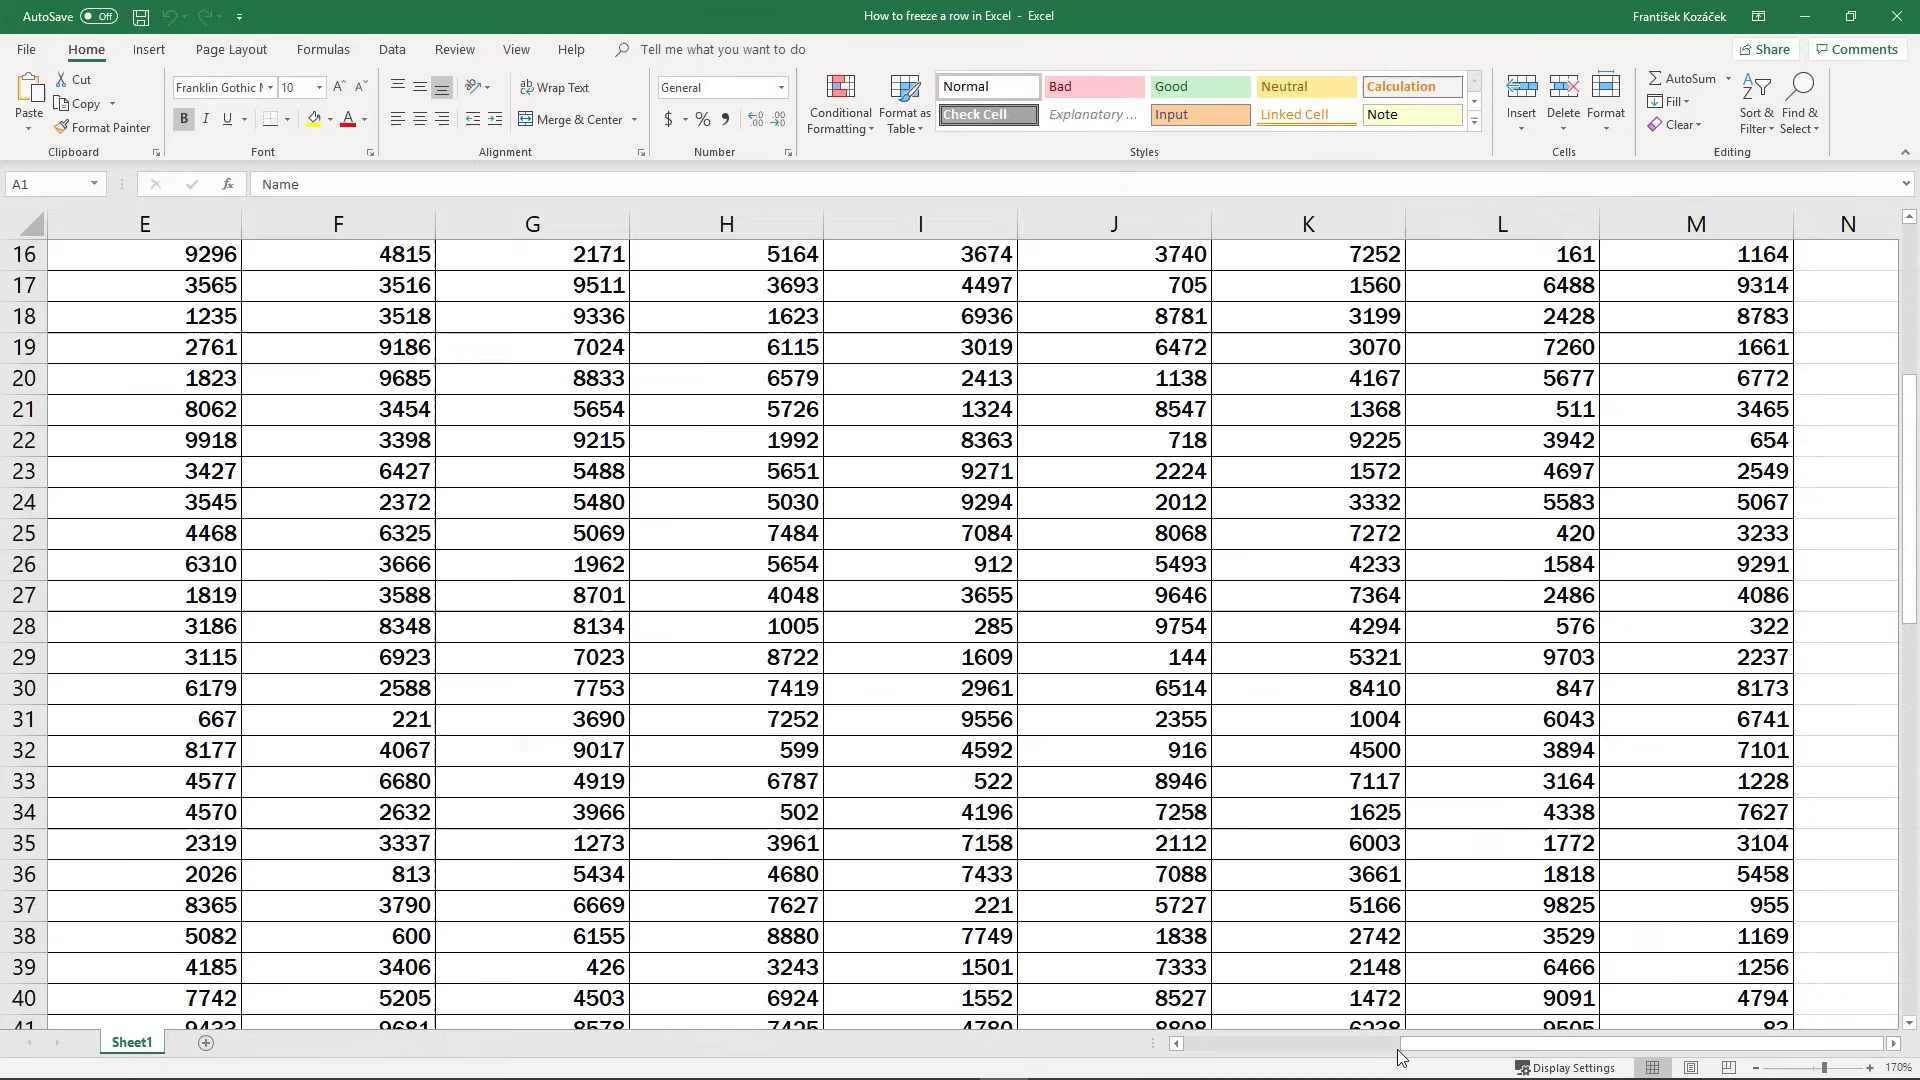 AutoSave Off How to freeze a row in Excel - Excel František Kozáček
File Home Insert Page Layout Formulas Data Review View Help Tell me what you want to do Share Comments
Cut
Copy
Format Painter
Paste
Clipboard
10
B I U A
Font
Wrap Text
Merge & Center
Alignment
General
$ %
Number
Conditional Formatting
Format as Table
Normal Bad Good Neutral Calculation
Check Cell Explanatory ... Input Linked Cell Note
Styles
Insert Delete Format
Cells
AutoSum
Fill
Clear
Sort & Filter
Find & Select
Editing
A1 fx Name
E F G H I J K L M N
16 9296 4815 2171 5164 3674 3740 7252 161 1164
17 3565 3516 9511 3693 4497 705 1560 6488 9314
18 1235 3518 9336 1623 6936 8781 3199 2428 8783
19 2761 9186 7024 6115 3019 6472 3070 7260 1661
20 1823 9685 8833 6579 2413 1138 4167 5677 6772
21 8062 3454 5654 5726 1324 8547 1368 511 3465
22 9918 3398 9215 1992 8363 718 9225 3942 654
23 3427 6427 5488 5651 9271 2224 1572 4697 2549
24 3545 2372 5480 5030 9294 2012 3332 5583 5067
25 4468 6325 5069 7484 7084 8068 7272 420 3233
26 6310 3666 1962 5654 912 5493 4233 1584 9291
27 1819 3588 8701 4048 3655 9646 7364 2486 4086
28 3186 8348 8134 1005 285 9754 4294 576 322
29 3115 6923 7023 8722 1609 144 5321 9703 2237
30 6179 2588 7753 7419 2961 6514 8410 847 8173
31 667 221 3690 7252 9556 2355 1004 6043 6741
32 8177 4067 9017 599 4592 916 4500 3894 7101
33 4577 6680 4919 6787 522 8946 7117 3164 1228
34 4570 2632 3966 502 4196 7258 1625 4338 7627
35 2319 3337 1273 3961 7158 2112 6003 1772 3104
36 2026 813 5434 4680 7433 7088 3661 1818 5458
37 8365 3790 6669 7627 221 5727 5166 9825 955
38 5082 600 6155 8880 7749 1838 2742 3529 1169
39 4185 3406 426 3243 1501 7333 2148 6466 1256
40 7742 5205 4503 6924 1552 8527 1472 9091 4794
41 9433 9681 8578 7425 4780 8808 6238 9505 83
Sheet1
Display Settings 170%